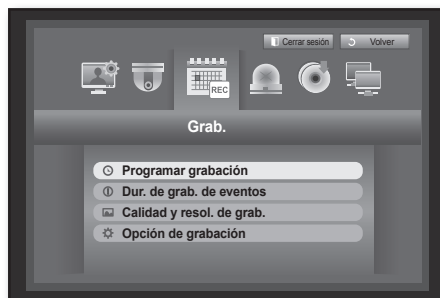 Cerrar sesión
Volver
REC
Grab.
Programar grabación
Dur. de grab. de eventos
Calidad y resol. de grab.
Opción de grabación